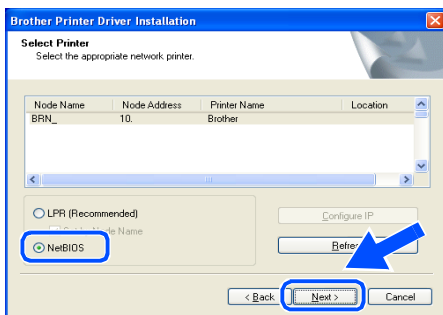 Brother Printer Driver Installation
Select Printer
Select the appropriate network printer.
Node Name Node Address Printer Name Location
BRN_ 10. Brother
LPR (Recommended)
Configure IP
Node Name
NetBIOS
< Back Next > Cancel